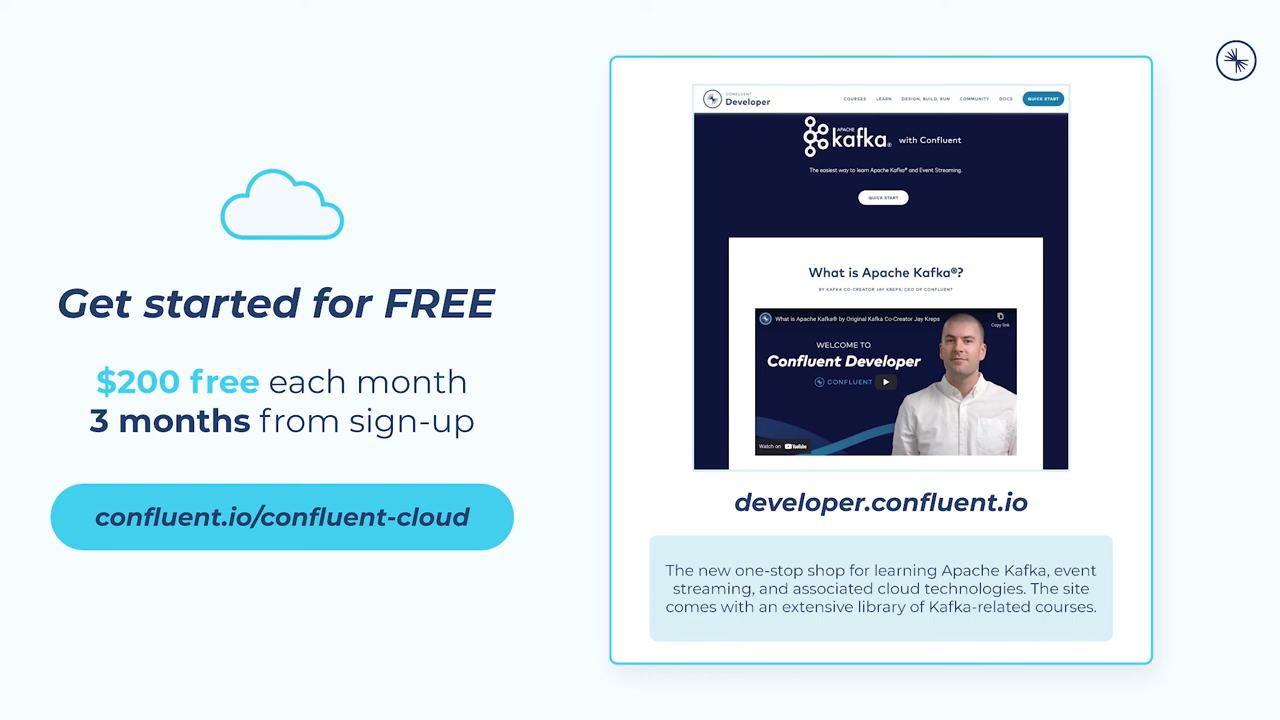 Get started for FREE
$200 free each month
3 months from sign-up
confluent.io/confluent-cloud
CONFLUENT
Developer
COURSES LEARN DESIGN, BUILD, RUN COMMUNITY DOCS QUICK START
APACHE
kafka® with Confluent
The easiest way to learn Apache Kafka® and Event Streaming.
QUICK START
What is Apache Kafka®?
BY KAFKA CO-CREATOR JAY KREPS, CEO OF CONFLUENT
What is Apache Kafka® by Original Kafka Co-Creator Jay Kreps
Copy link
WELCOME TO
Confluent Developer
CONFLUENT
Watch on YouTube
developer.confluent.io
The new one-stop shop for learning Apache Kafka, event
streaming, and associated cloud technologies. The site
comes with an extensive library of Kafka-related courses.